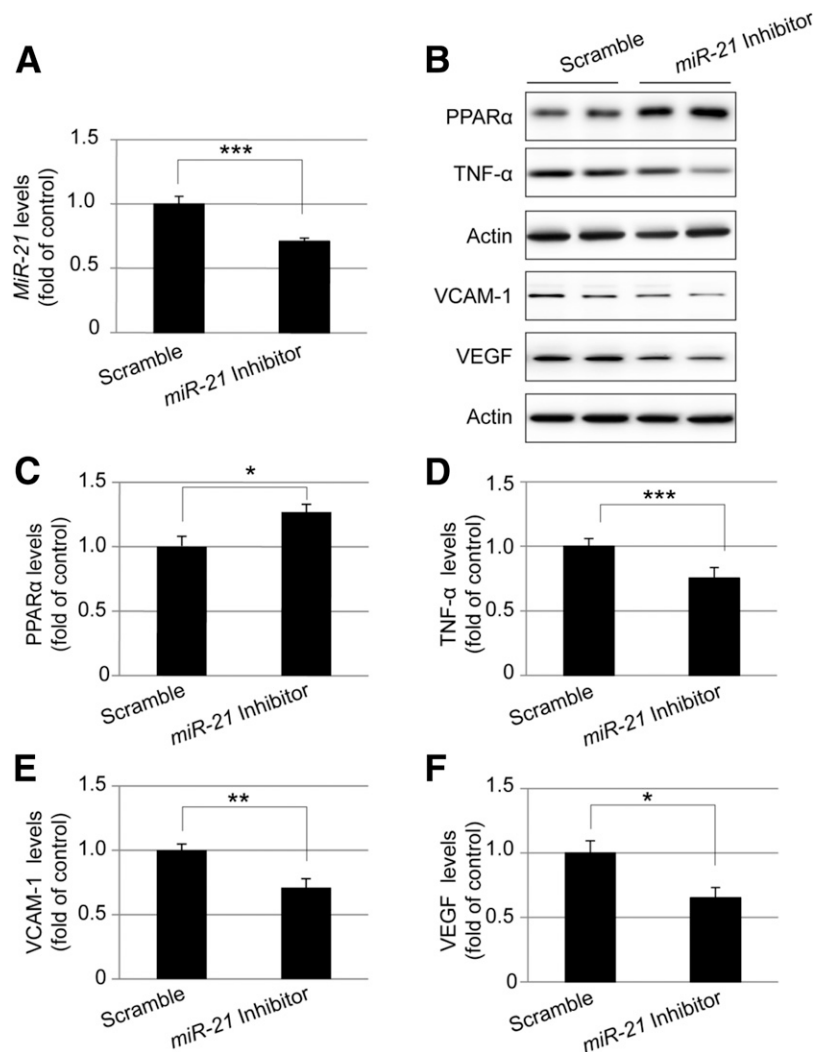 A
MiR-21 levels
(fold of control)
1.5
1.0
0.5
0
***
Scramble
miR-21 Inhibitor
B
Scramble
miR-21 Inhibitor
PPARα
TNF-α
Actin
VCAM-1
VEGF
Actin
C
PPARα levels
(fold of control)
1.5
1.0
0.5
0
*
Scramble
miR-21 Inhibitor
D
TNF-α levels
(fold of control)
1.5
1.0
0.5
0
***
Scramble
miR-21 Inhibitor
E
VCAM-1 levels
(fold of control)
1.5
1.0
0.5
0
**
Scramble
miR-21 Inhibitor
F
VEGF levels
(fold of control)
1.5
1.0
0.5
0
*
Scramble
miR-21 Inhibitor